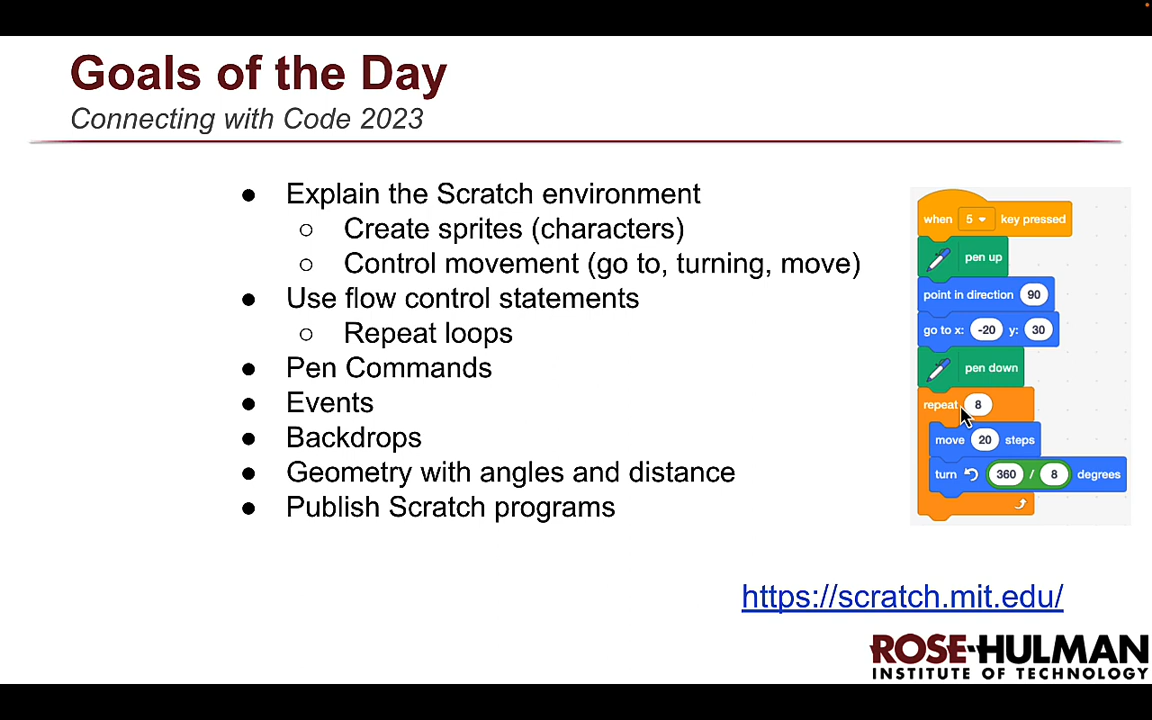 Goals of the Day
Connecting with Code 2023
● Explain the Scratch environment
○ Create sprites (characters)
○ Control movement (go to, turning, move)
● Use flow control statements
○ Repeat loops
● Pen Commands
● Events
● Backdrops
● Geometry with angles and distance
● Publish Scratch programs
when 5 key pressed
pen up
point in direction 90
go to x: -20 y: 30
pen down
repeat 8
move 20 steps
turn 360 / 8 degrees
https://scratch.mit.edu/
ROSE-HULMAN
INSTITUTE OF TECHNOLOGY